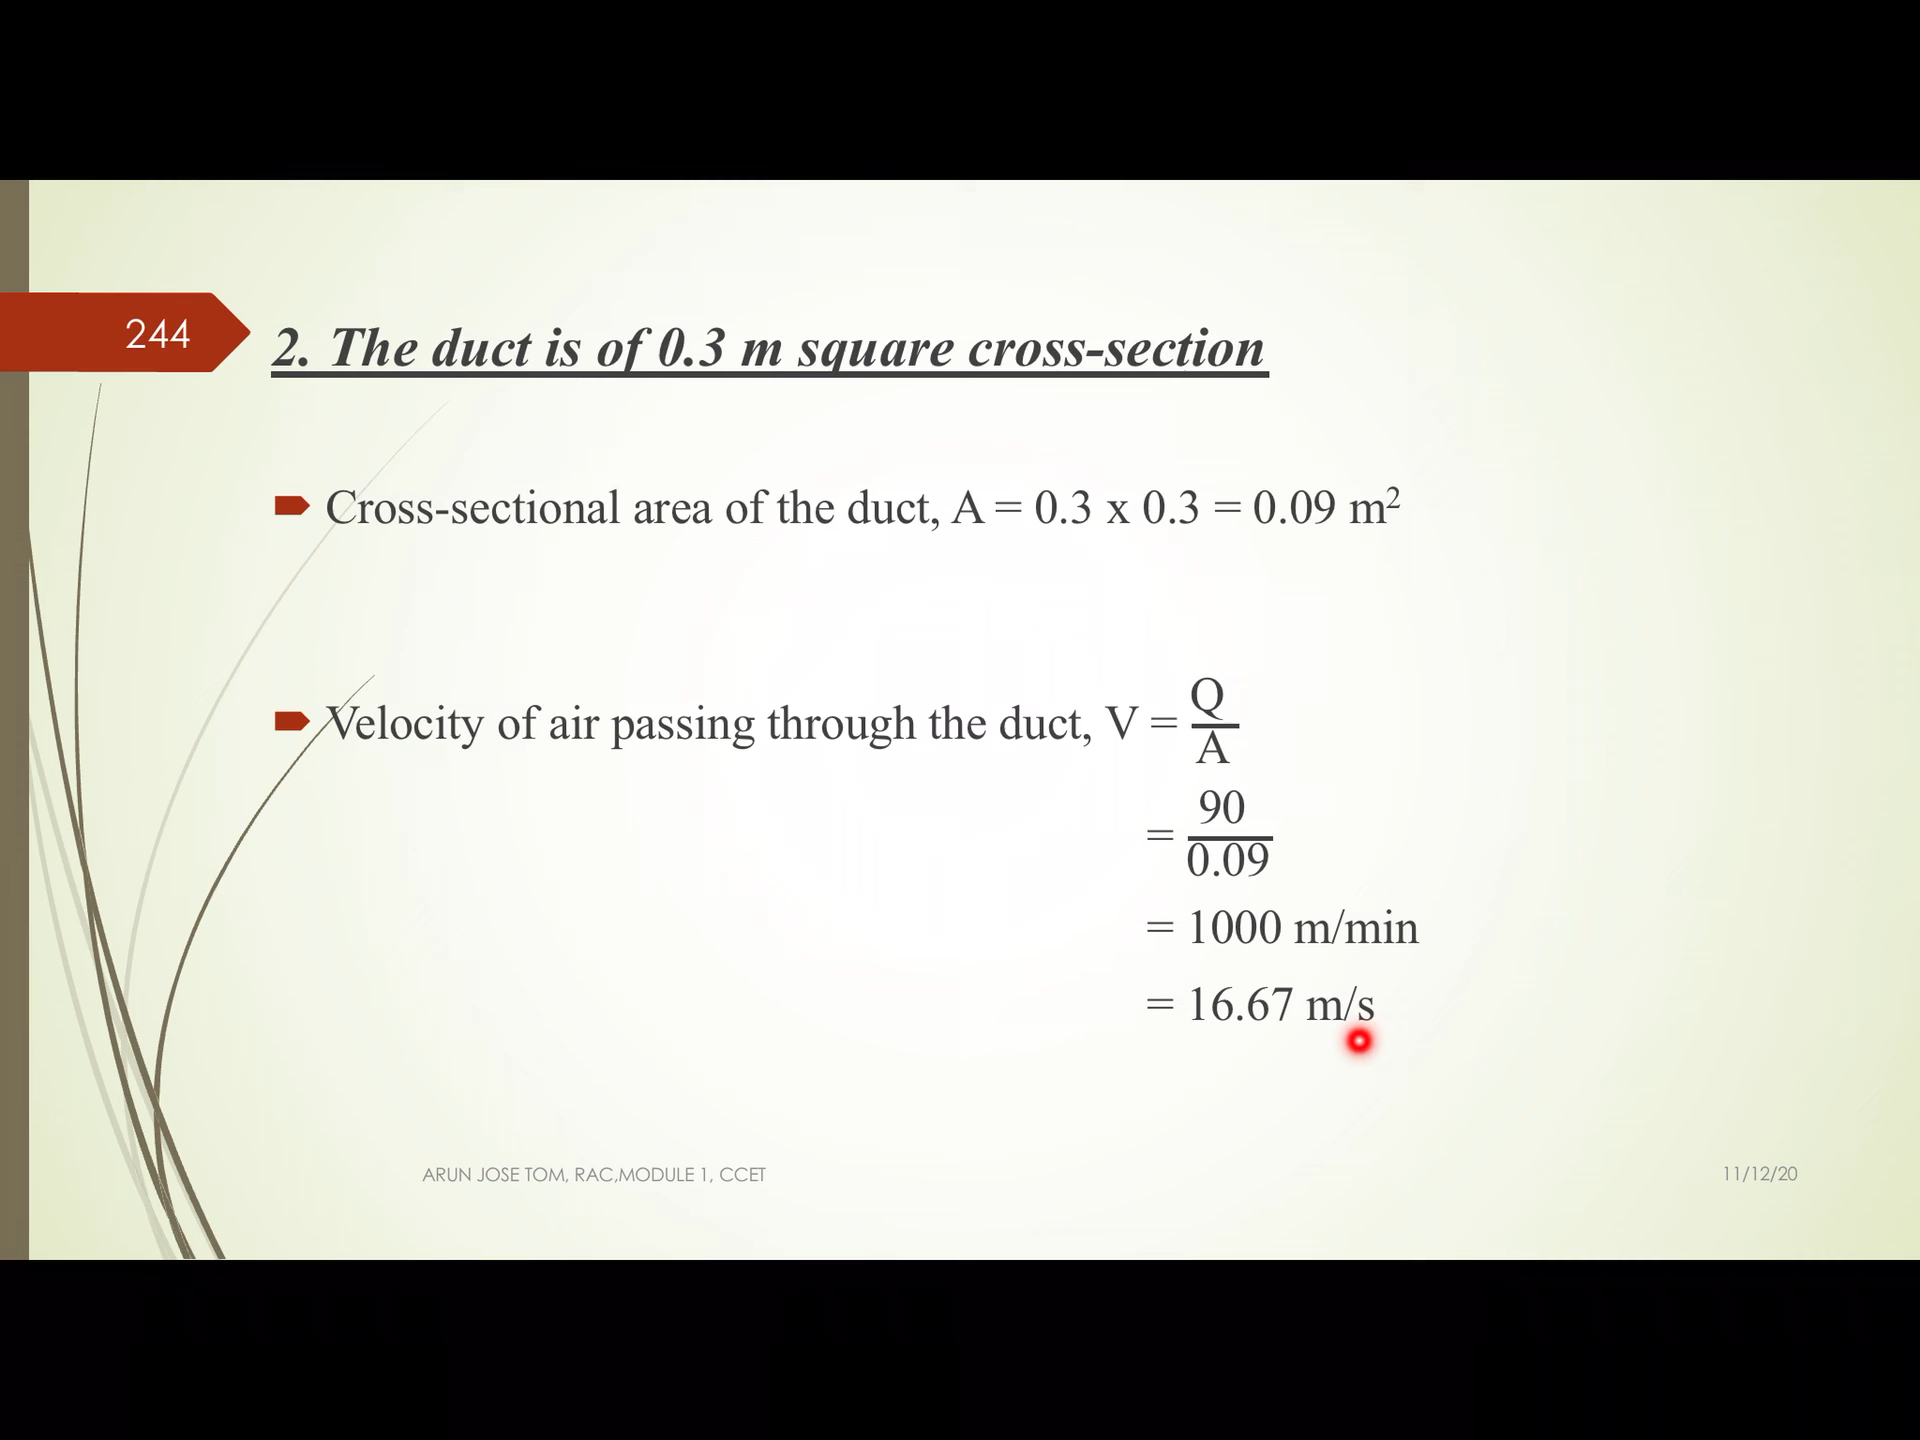 244
2. The duct is of 0.3 m square cross-section
Cross-sectional area of the duct, A = 0.3 x 0.3 = 0.09 m²
Velocity of air passing through the duct, V = Q/A
= 90/0.09
= 1000 m/min
= 16.67 m/s
ARUN JOSE TOM, RAC,MODULE 1, CCET
11/12/20